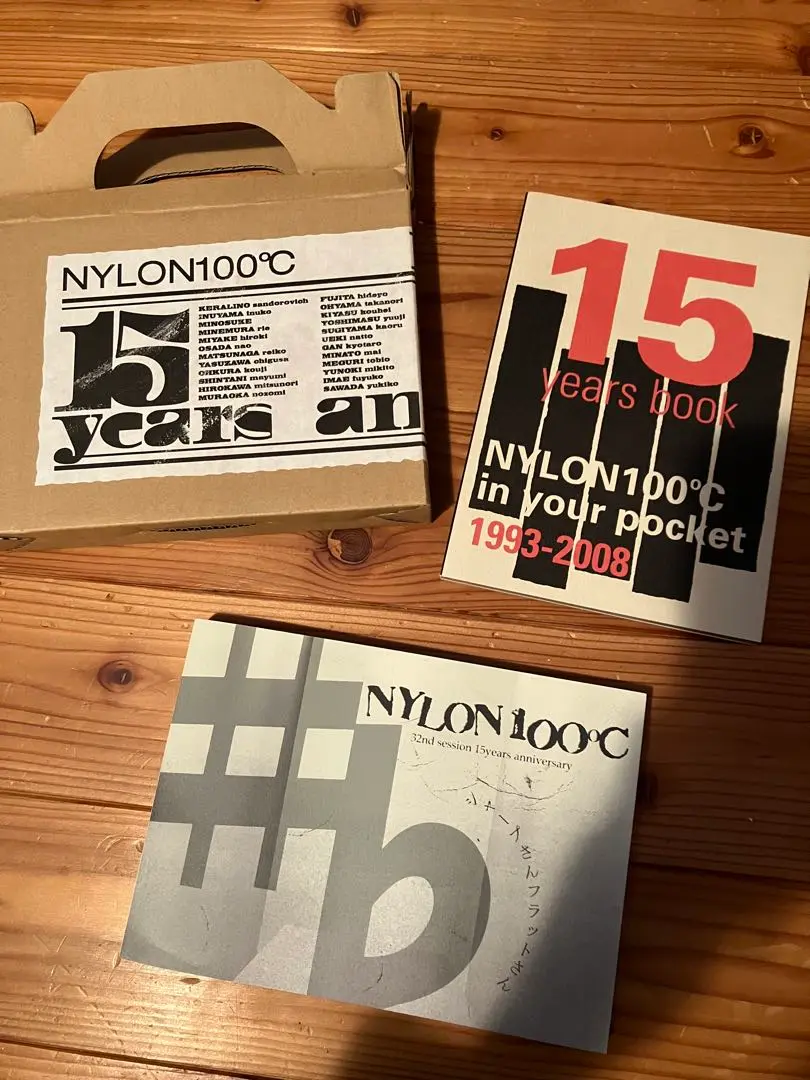 NYLON100℃
15
years an
KERALINO sandorovich
INUYAMA inuko
MINOSUKE
MINEMURA rie
MIYAKE hiroki
OSADA nao
MATSUNAGA reiko
YASUZAWA chigusa
OHKURA kouji
SHINTANI mayumi
HIROKAWA mitsunori
MURAOKA nozomi
FUJITA hideyo
OHYAMA takanori
KIYASU kouhei
YOSHIMASU yuuji
SUGIYAMA kaoru
UEKI natto
GAN kyotaro
MINATO mai
MEGURI tobio
YUNOKI mikito
IMAE fuyuko
SAWADA yukiko
15
years book
NYLON100℃
in your pocket
1993-2008
NYLON100℃
32nd session 15years anniversary
シャープさんフラットさん
#b